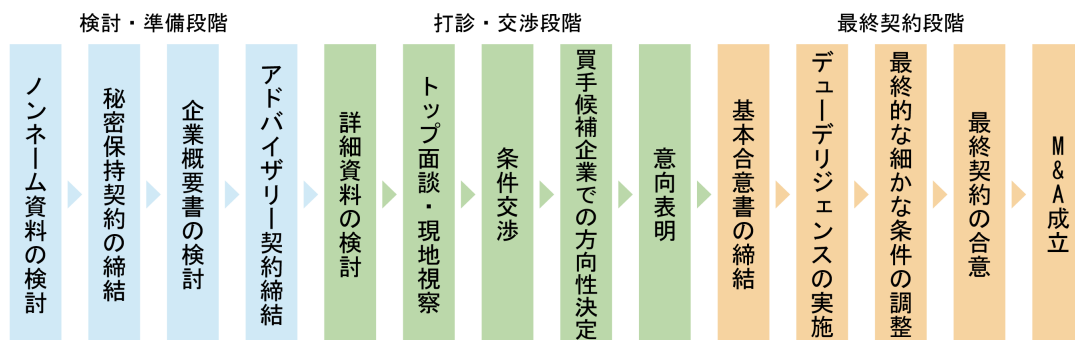 検討・準備段階
打診・交渉段階
最終契約段階
ノンネーム資料の検討
秘密保持契約の締結
企業概要書の検討
アドバイザリー契約締結
詳細資料の検討
トップ面談・現地視察
条件交渉
買手候補企業での方向性決定
意向表明
基本合意書の締結
デューデリジェンスの実施
最終的な細かな条件の調整
最終契約の合意
M&A成立